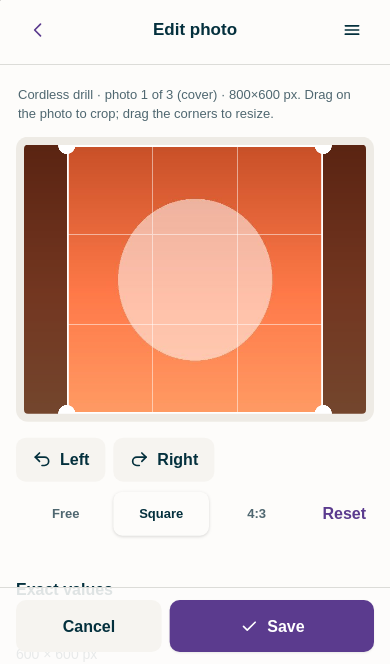 Edit photo
Cordless drill · photo 1 of 3 (cover) · 800×600 px. Drag on
the photo to crop; drag the corners to resize.
Left
Right
Free
Square
4:3
Reset
Exact values
Cancel
Save
600 × 600 px